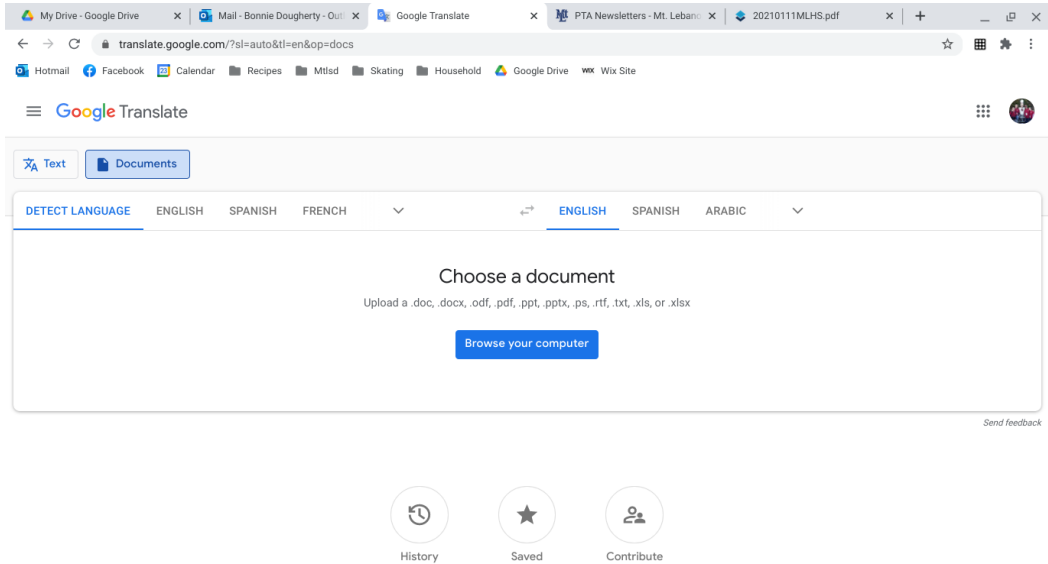 My Drive - Google Drive
Mail - Bonnie Dougherty - Out
Google Translate
PTA Newsletters - Mt. Leban
20210111MLHS.pdf
translate.google.com/?sl=auto&tl=en&op=docs
Hotmail Facebook 23 Calendar Recipes Mtlsd Skating Household Google Drive WIX Wix Site
Google Translate
Text Documents
DETECT LANGUAGE ENGLISH SPANISH FRENCH ENGLISH SPANISH ARABIC
Choose a document
Upload a .doc, .docx, .odf, .pdf, .ppt, .pptx, .ps, .rtf, .txt, .xls, or .xlsx
Browse your computer
Send feedback
History Saved Contribute